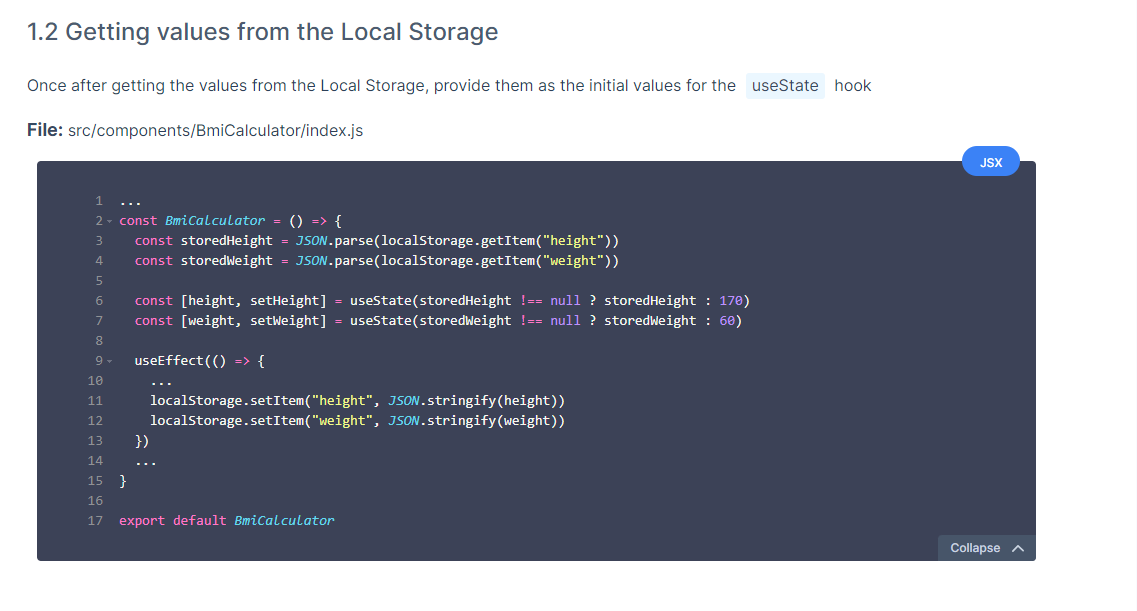 1.2 Getting values from the Local Storage
Once after getting the values from the Local Storage, provide them as the initial values for the useState hook
File: src/components/BmiCalculator/index.js
JSX
1 ...
2 const BmiCalculator = () => {
3   const storedHeight = JSON.parse(localStorage.getItem("height"))
4   const storedWeight = JSON.parse(localStorage.getItem("weight"))
5
6   const [height, setHeight] = useState(storedHeight !== null ? storedHeight : 170)
7   const [weight, setWeight] = useState(storedWeight !== null ? storedWeight : 60)
8
9   useEffect(() => {
10     ...
11     localStorage.setItem("height", JSON.stringify(height))
12     localStorage.setItem("weight", JSON.stringify(weight))
13   })
14   ...
15 }
16
17 export default BmiCalculator
Collapse